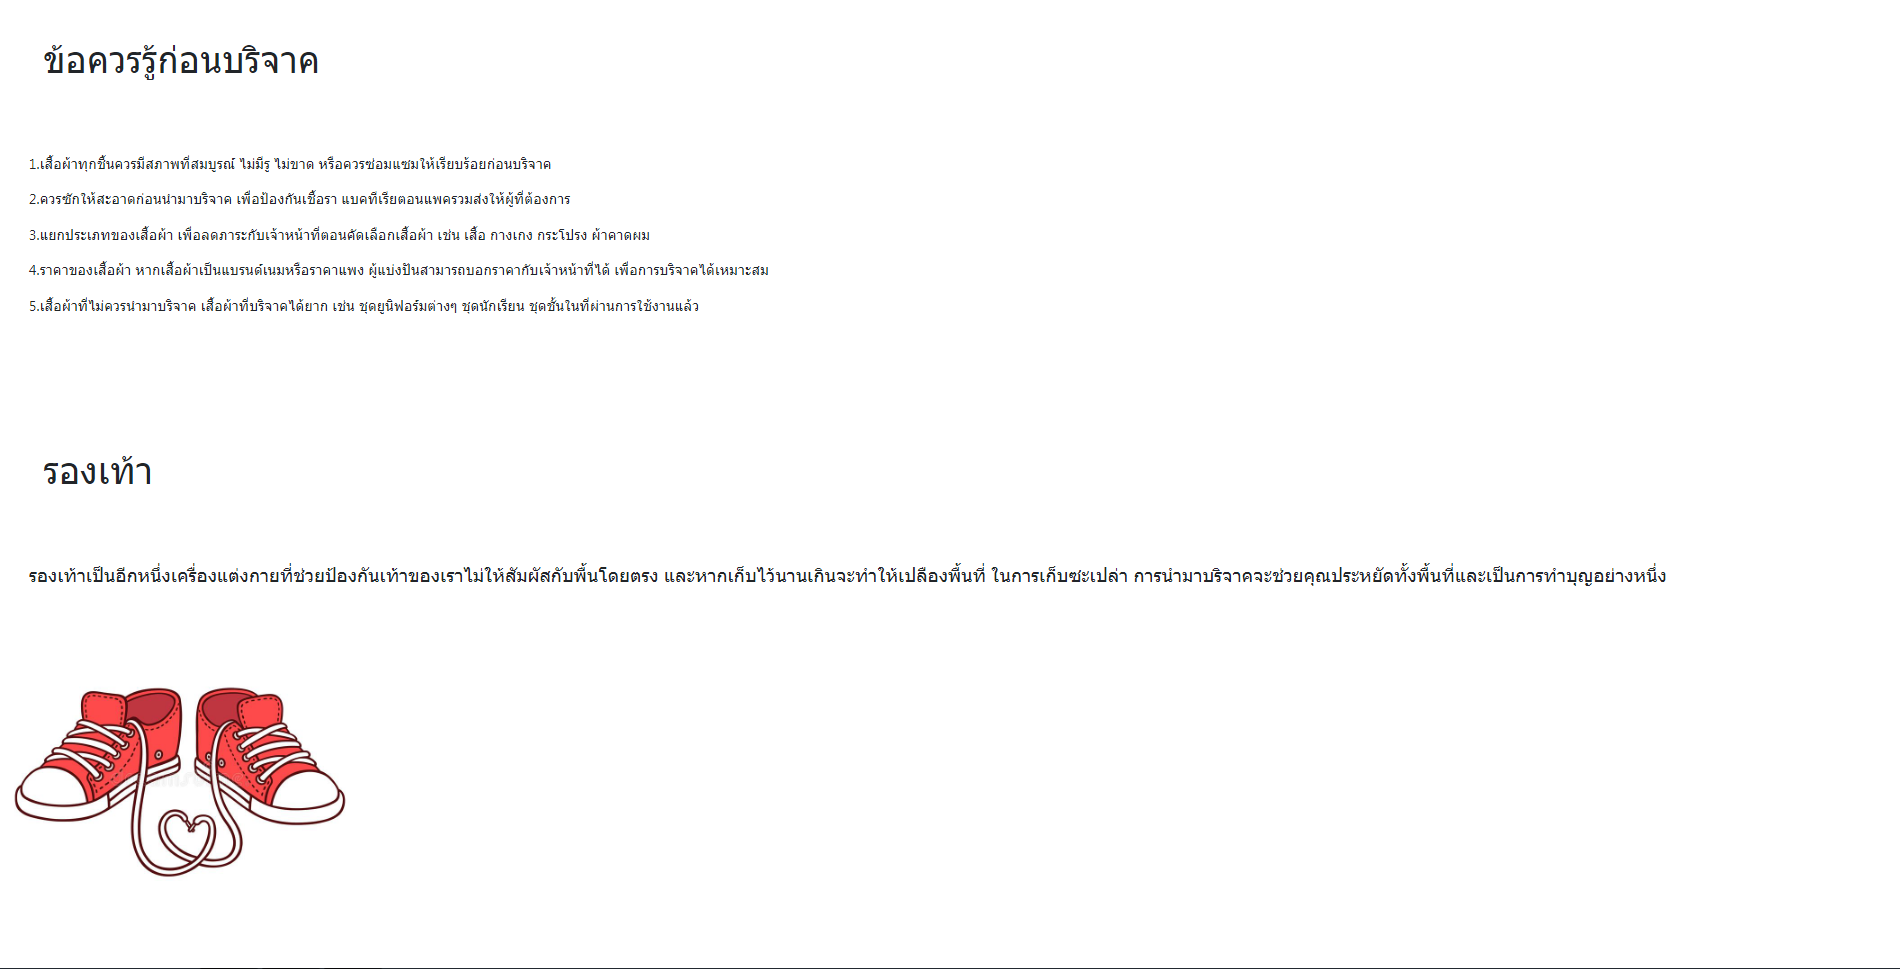 ข้อควรรู้ก่อนบริจาค
1.เสื้อผ้าทุกชิ้นควรมีสภาพที่สมบูรณ์ ไม่มีรู ไม่ขาด หรือควรซ่อมแซมให้เรียบร้อยก่อนบริจาค
2.ควรซักให้สะอาดก่อนนำมาบริจาค เพื่อป้องกันเชื้อรา แบคทีเรียตอนแพครวมส่งให้ผู้ที่ต้องการ
3.แยกประเภทของเสื้อผ้า เพื่อลดภาระกับเจ้าหน้าที่ตอนคัดเลือกเสื้อผ้า เช่น เสื้อ กางเกง กระโปรง ผ้าคาดผม
4.ราคาของเสื้อผ้า หากเสื้อผ้าเป็นแบรนด์เนมหรือราคาแพง ผู้แบ่งปันสามารถบอกราคากับเจ้าหน้าที่ได้ เพื่อการบริจาคได้เหมาะสม
5.เสื้อผ้าที่ไม่ควรนำมาบริจาค เสื้อผ้าที่บริจาคได้ยาก เช่น ชุดยูนิฟอร์มต่างๆ ชุดนักเรียน ชุดชั้นในที่ผ่านการใช้งานแล้ว
รองเท้า
รองเท้าเป็นอีกหนึ่งเครื่องแต่งกายที่ช่วยป้องกันเท้าของเราไม่ให้สัมผัสกับพื้นโดยตรง และหากเก็บไว้นานเกินจะทำให้เปลืองพื้นที่ ในการเก็บซะเปล่า การนำมาบริจาคจะช่วยคุณประหยัดทั้งพื้นที่และเป็นการทำบุญอย่างหนึ่ง